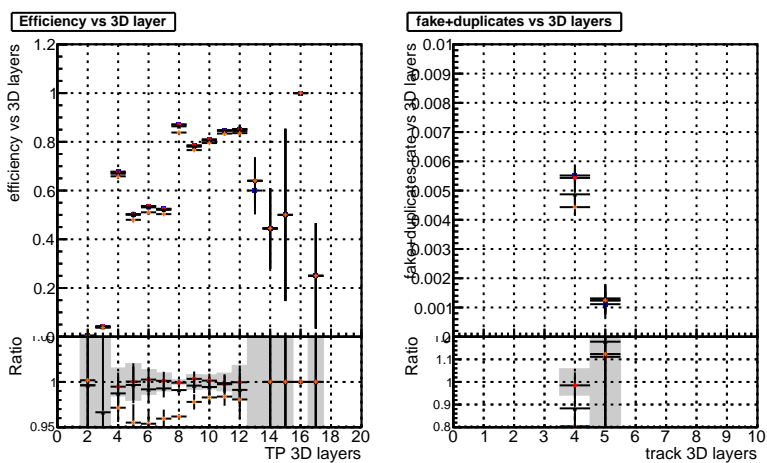 Efficiency vs 3D layer
efficiency vs 3D layers
1.2
1
0.8
0.6
0.4
0.2
0
Ratio
1
0.95
0 2 4 6 8 10 12 14 16 18 20
TP 3D layers
fake+duplicates vs 3D layers
fake+duplicates rate vs 3D layers
0.01
0.009
0.008
0.007
0.006
0.005
0.004
0.003
0.002
0.001
Ratio
1.1
1
0.9
0.8
0 1 2 3 4 5 6 7 8 9 10
track 3D layers